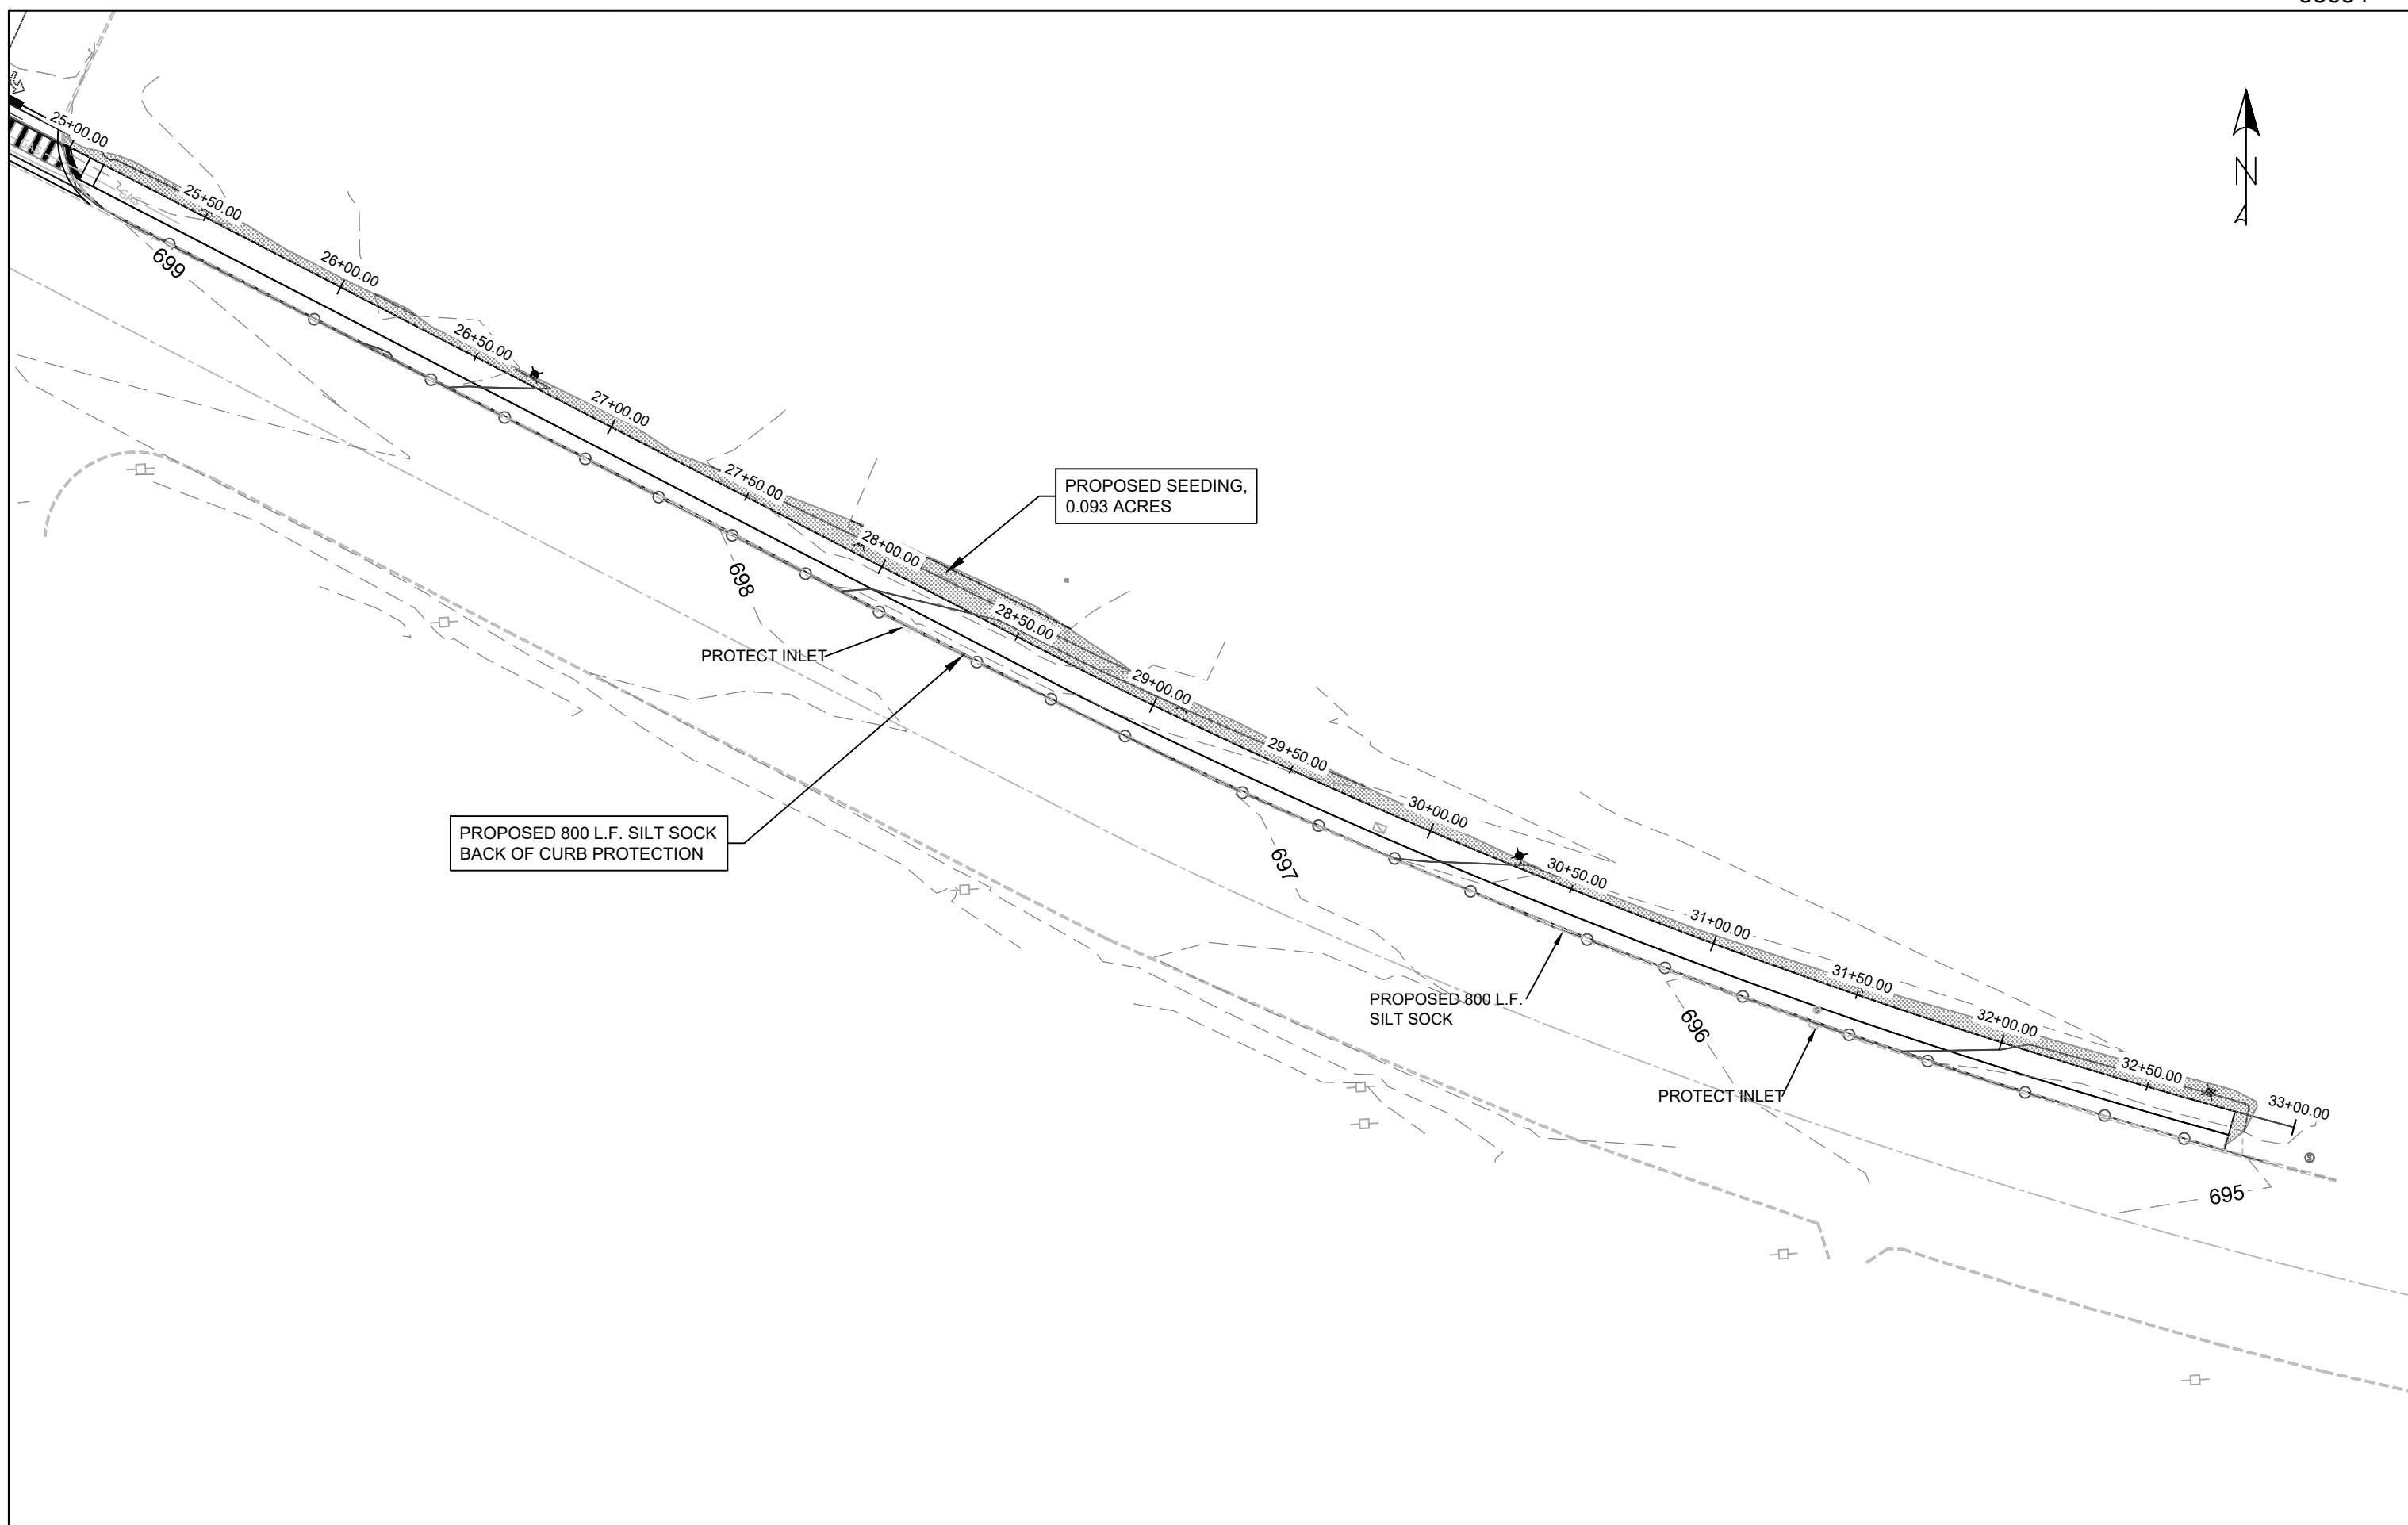 N
25+00.00
GAS
25+50.00
699
26+00.00
26+50.00
27+00.00
27+50.00
PROPOSED SEEDING,
0.093 ACRES
28+00.00
698
28+50.00
PROTECT INLET
29+00.00
29+50.00
30+00.00
PROPOSED 800 L.F. SILT SOCK
BACK OF CURB PROTECTION
697
30+50.00
31+00.00
31+50.00
PROPOSED 800 L.F.
SILT SOCK
696
32+00.00
32+50.00
PROTECT INLET
33+00.00
S
695